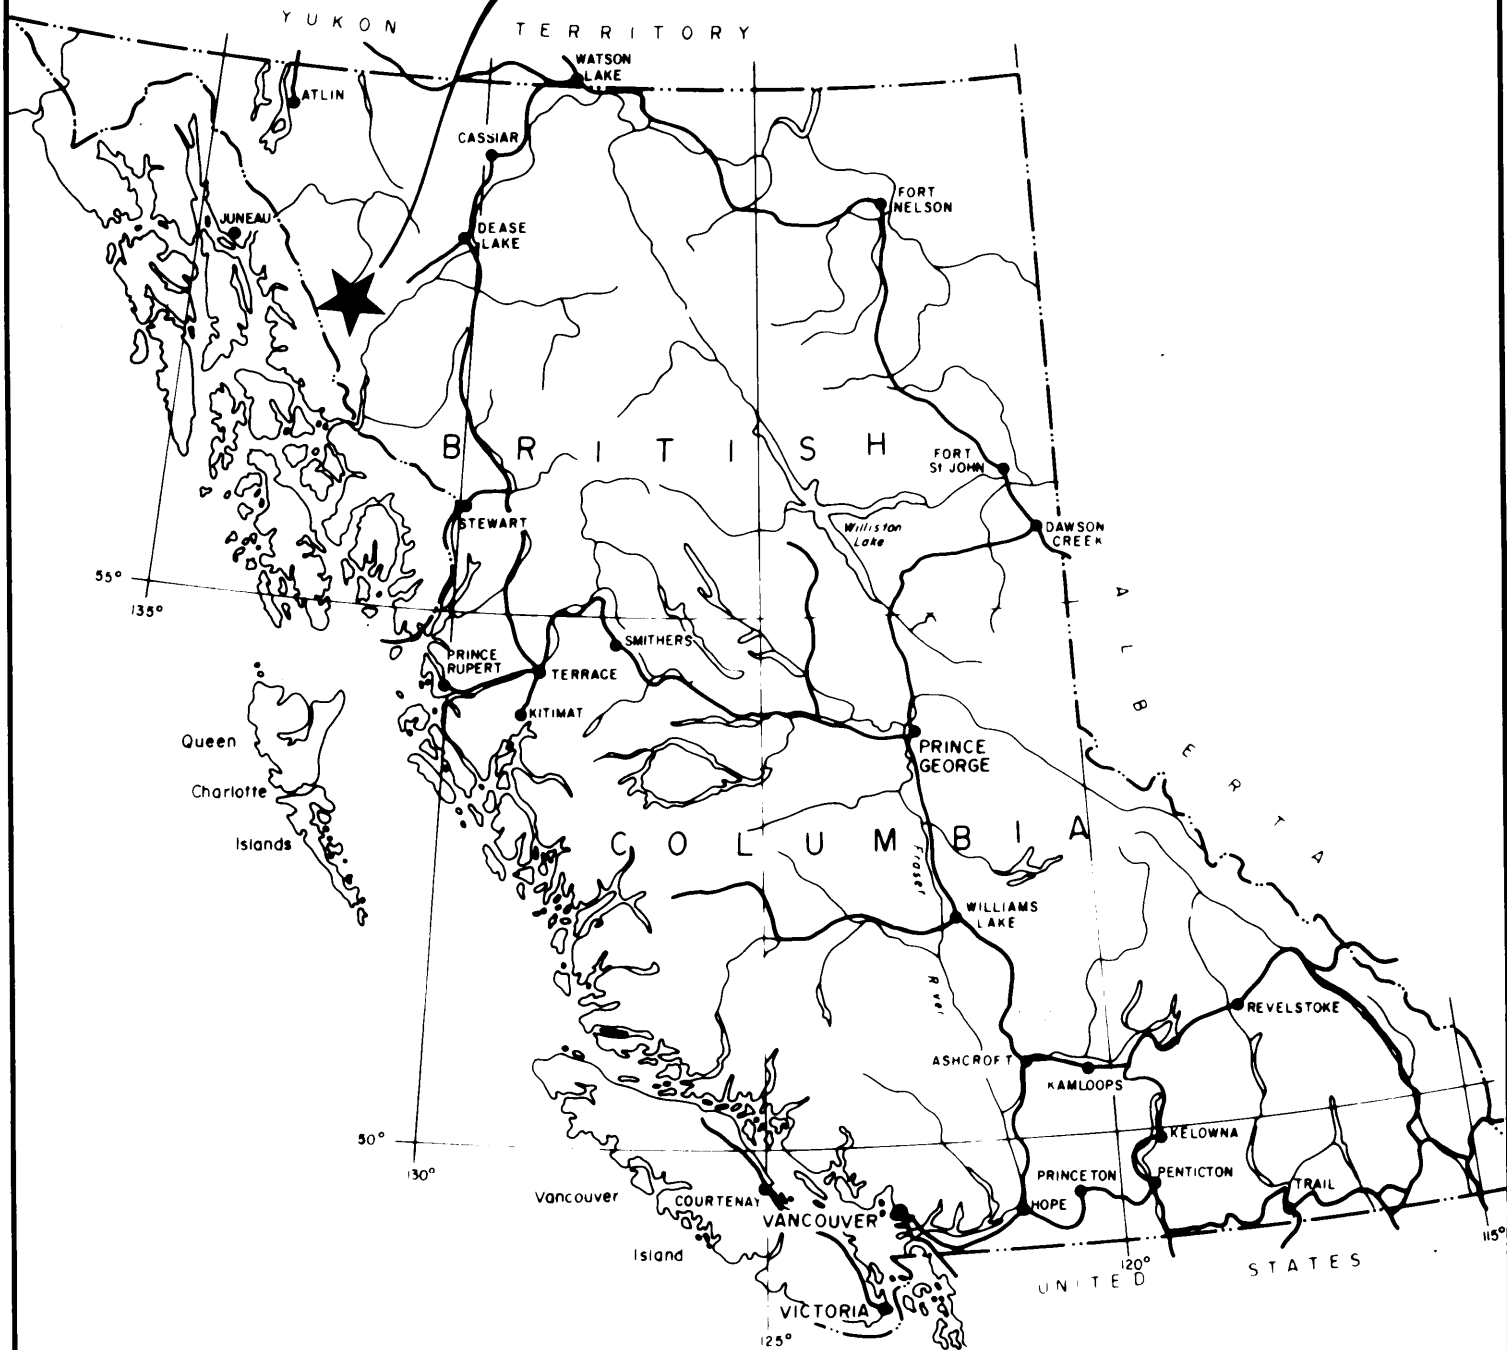 YUKON TERRITORY
WATSON
LAKE
ATLIN
CASSIAR
FORT
NELSON
JUNEAU
DEASE
LAKE
BRITISH
FORT
St JOHN
STEWART
Williston
Lake
DAWSON
CREEK
55°
135°
ALBERTA
SMITHERS
PRINCE
RUPERT
TERRACE
KITIMAT
Queen
Charlotte
Islands
PRINCE
GEORGE
COLUMBIA
Fraser
River
WILLIAMS
LAKE
REVELSTOKE
ASHCROFT
KAMLOOPS
50°
130°
KELOWNA
PRINCETON
PENTICTON
TRAIL
Vancouver
Island
COURTENAY
VANCOUVER
HOPE
120°
115°
UNITED STATES
VICTORIA
125°